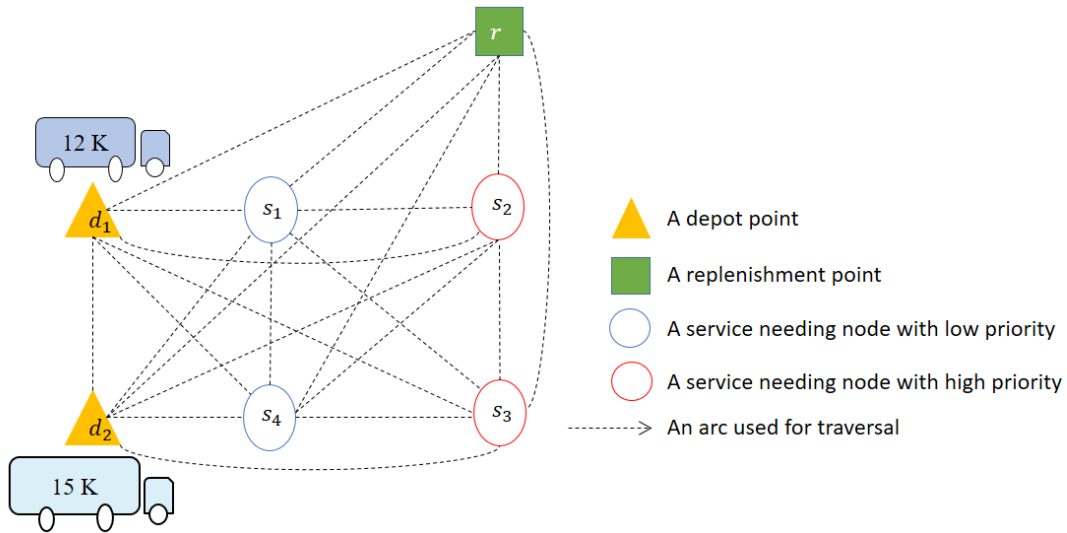 r
12 K
d₁
s₁
s₂
A depot point
A replenishment point
A service needing node with low priority
A service needing node with high priority
An arc used for traversal
d₂
s₄
s₃
15 K